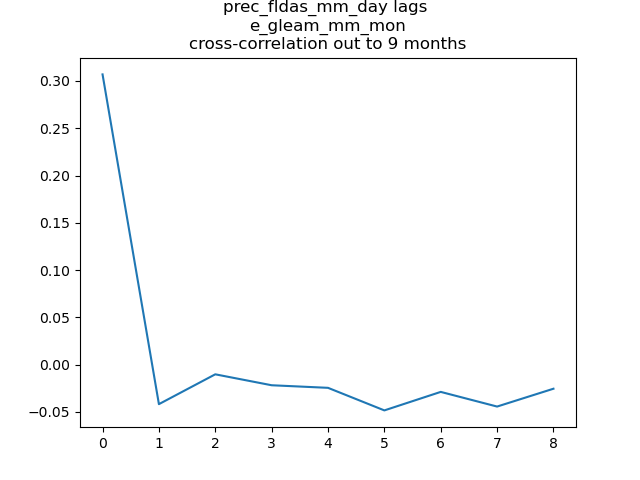 prec_fldas_mm_day lags
e_gleam_mm_mon
cross-correlation out to 9 months
0.30
0.25
0.20
0.15
0.10
0.05
0.00
−0.05
0 1 2 3 4 5 6 7 8